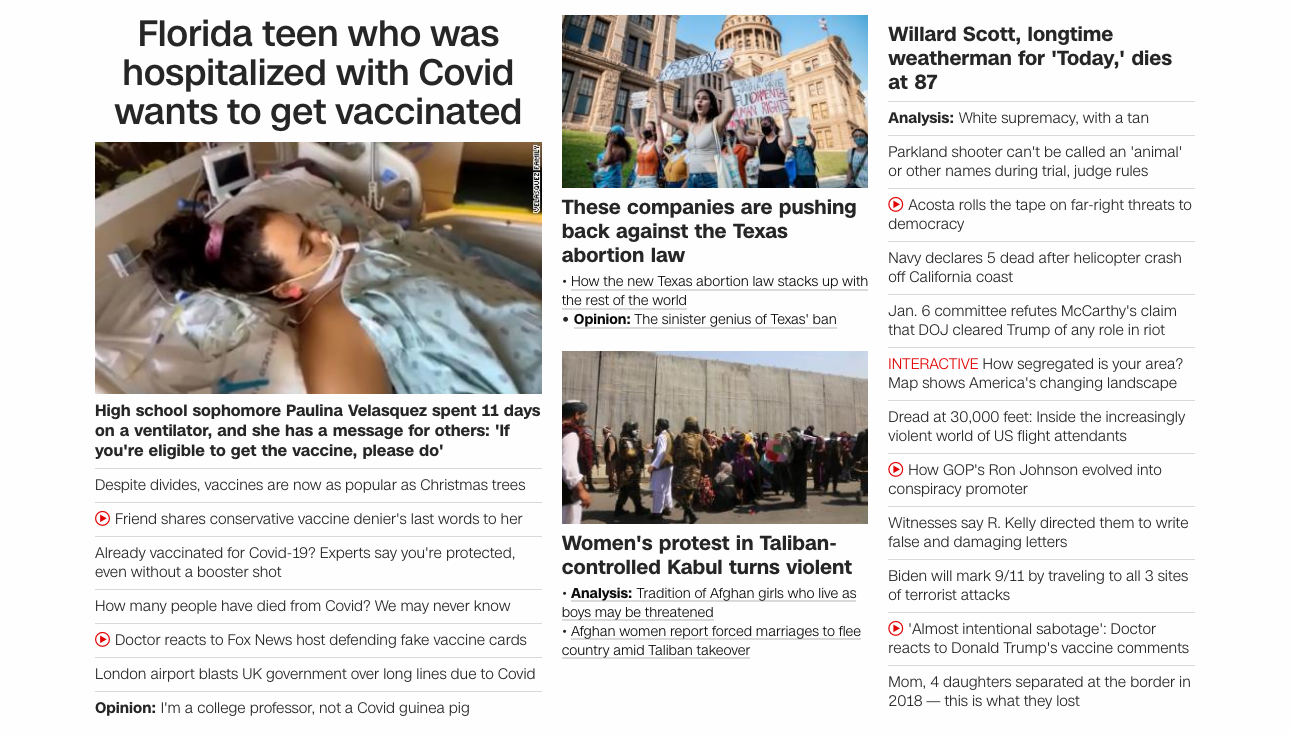 Florida teen who was
hospitalized with Covid
wants to get vaccinated
VELASQUEZ FAMILY
High school sophomore Paulina Velasquez spent 11 days
on a ventilator, and she has a message for others: 'If
you're eligible to get the vaccine, please do'
Despite divides, vaccines are now as popular as Christmas trees
Friend shares conservative vaccine denier's last words to her
Already vaccinated for Covid-19? Experts say you're protected,
even without a booster shot
How many people have died from Covid? We may never know
Doctor reacts to Fox News host defending fake vaccine cards
London airport blasts UK government over long lines due to Covid
Opinion: I'm a college professor, not a Covid guinea pig
FUNDAMENTAL
HUMAN RIGHTS
These companies are pushing
back against the Texas
abortion law
• How the new Texas abortion law stacks up with
the rest of the world
• Opinion: The sinister genius of Texas' ban
Women's protest in Taliban-
controlled Kabul turns violent
• Analysis: Tradition of Afghan girls who live as
boys may be threatened
• Afghan women report forced marriages to flee
country amid Taliban takeover
Willard Scott, longtime
weatherman for 'Today,' dies
at 87
Analysis: White supremacy, with a tan
Parkland shooter can't be called an 'animal'
or other names during trial, judge rules
Acosta rolls the tape on far-right threats to
democracy
Navy declares 5 dead after helicopter crash
off California coast
Jan. 6 committee refutes McCarthy's claim
that DOJ cleared Trump of any role in riot
INTERACTIVE How segregated is your area?
Map shows America's changing landscape
Dread at 30,000 feet: Inside the increasingly
violent world of US flight attendants
How GOP's Ron Johnson evolved into
conspiracy promoter
Witnesses say R. Kelly directed them to write
false and damaging letters
Biden will mark 9/11 by traveling to all 3 sites
of terrorist attacks
'Almost intentional sabotage': Doctor
reacts to Donald Trump's vaccine comments
Mom, 4 daughters separated at the border in
2018 — this is what they lost